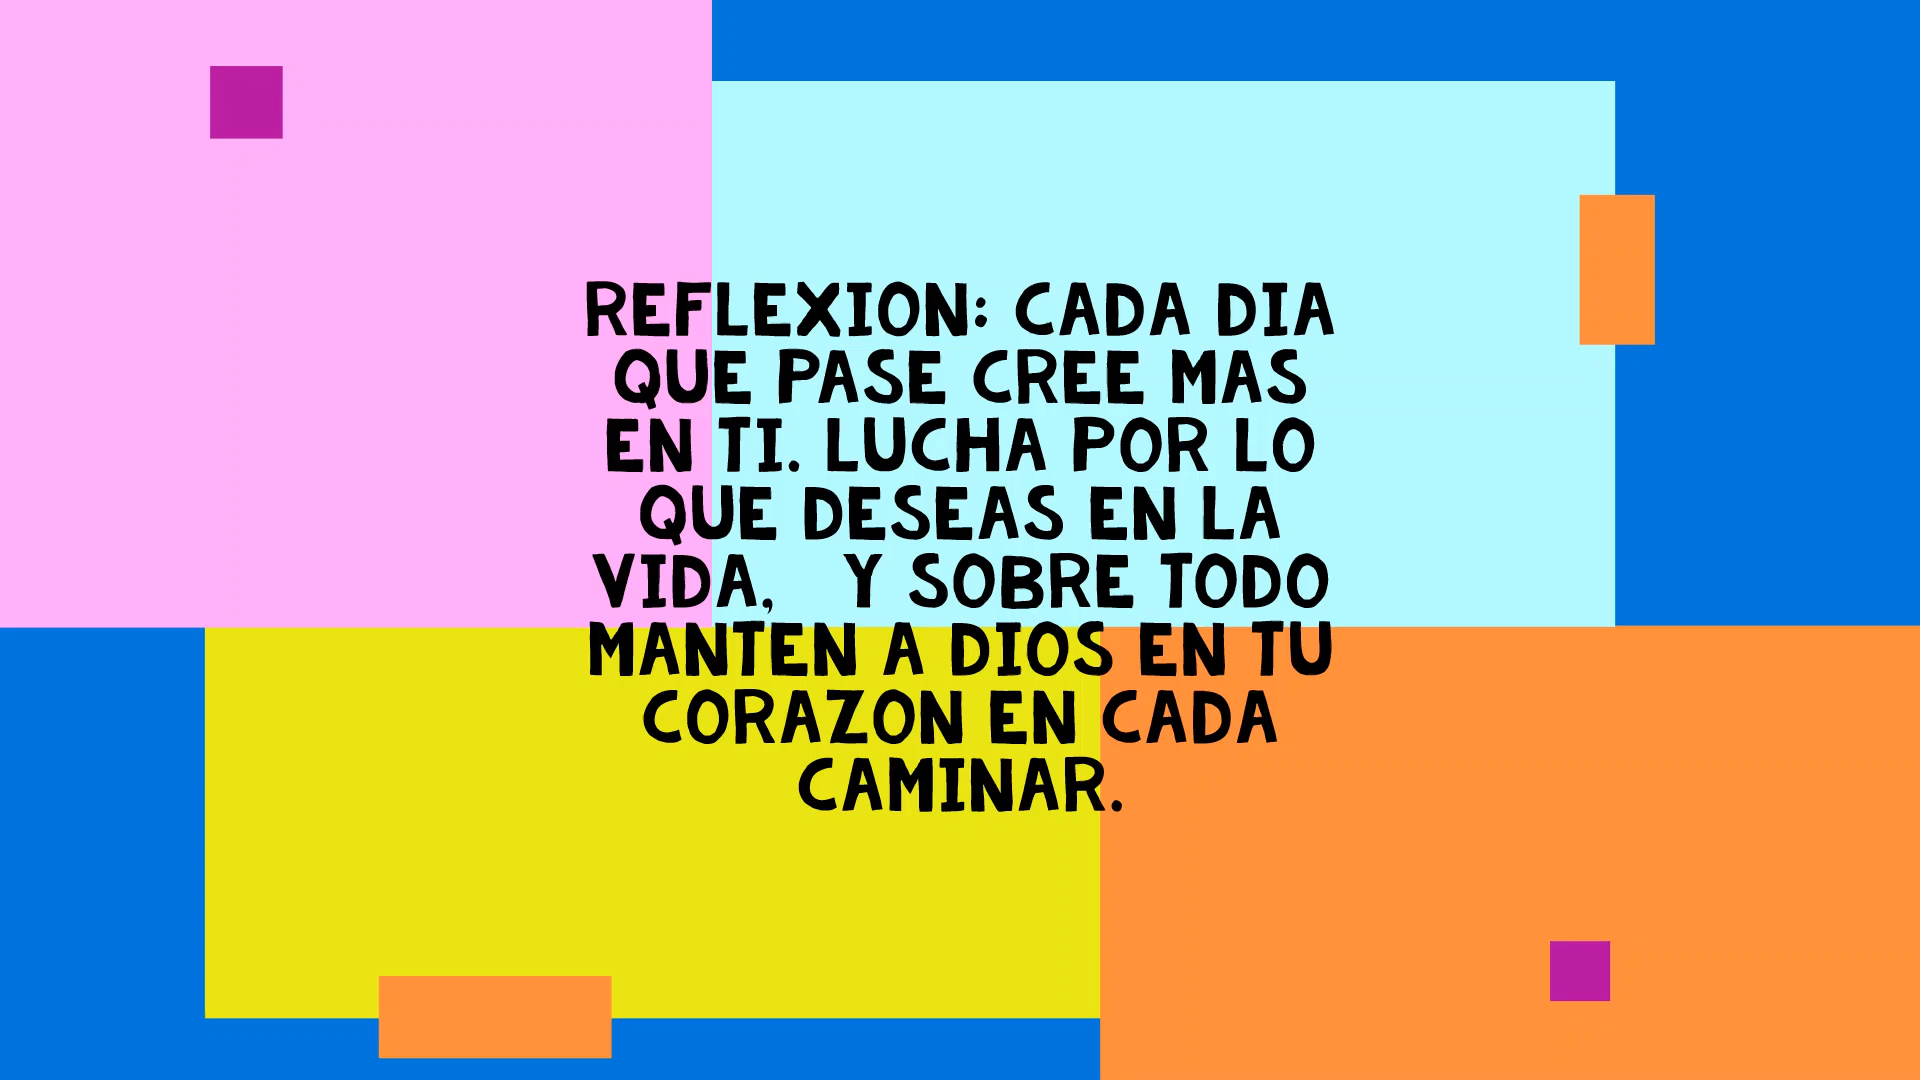 REFLEXION: CADA DIA
QUE PASE CREE MAS
EN TI. LUCHA POR LO
QUE DESEAS EN LA
VIDA,   Y SOBRE TODO
MANTEN A DIOS EN TU
CORAZON EN CADA
CAMINAR.